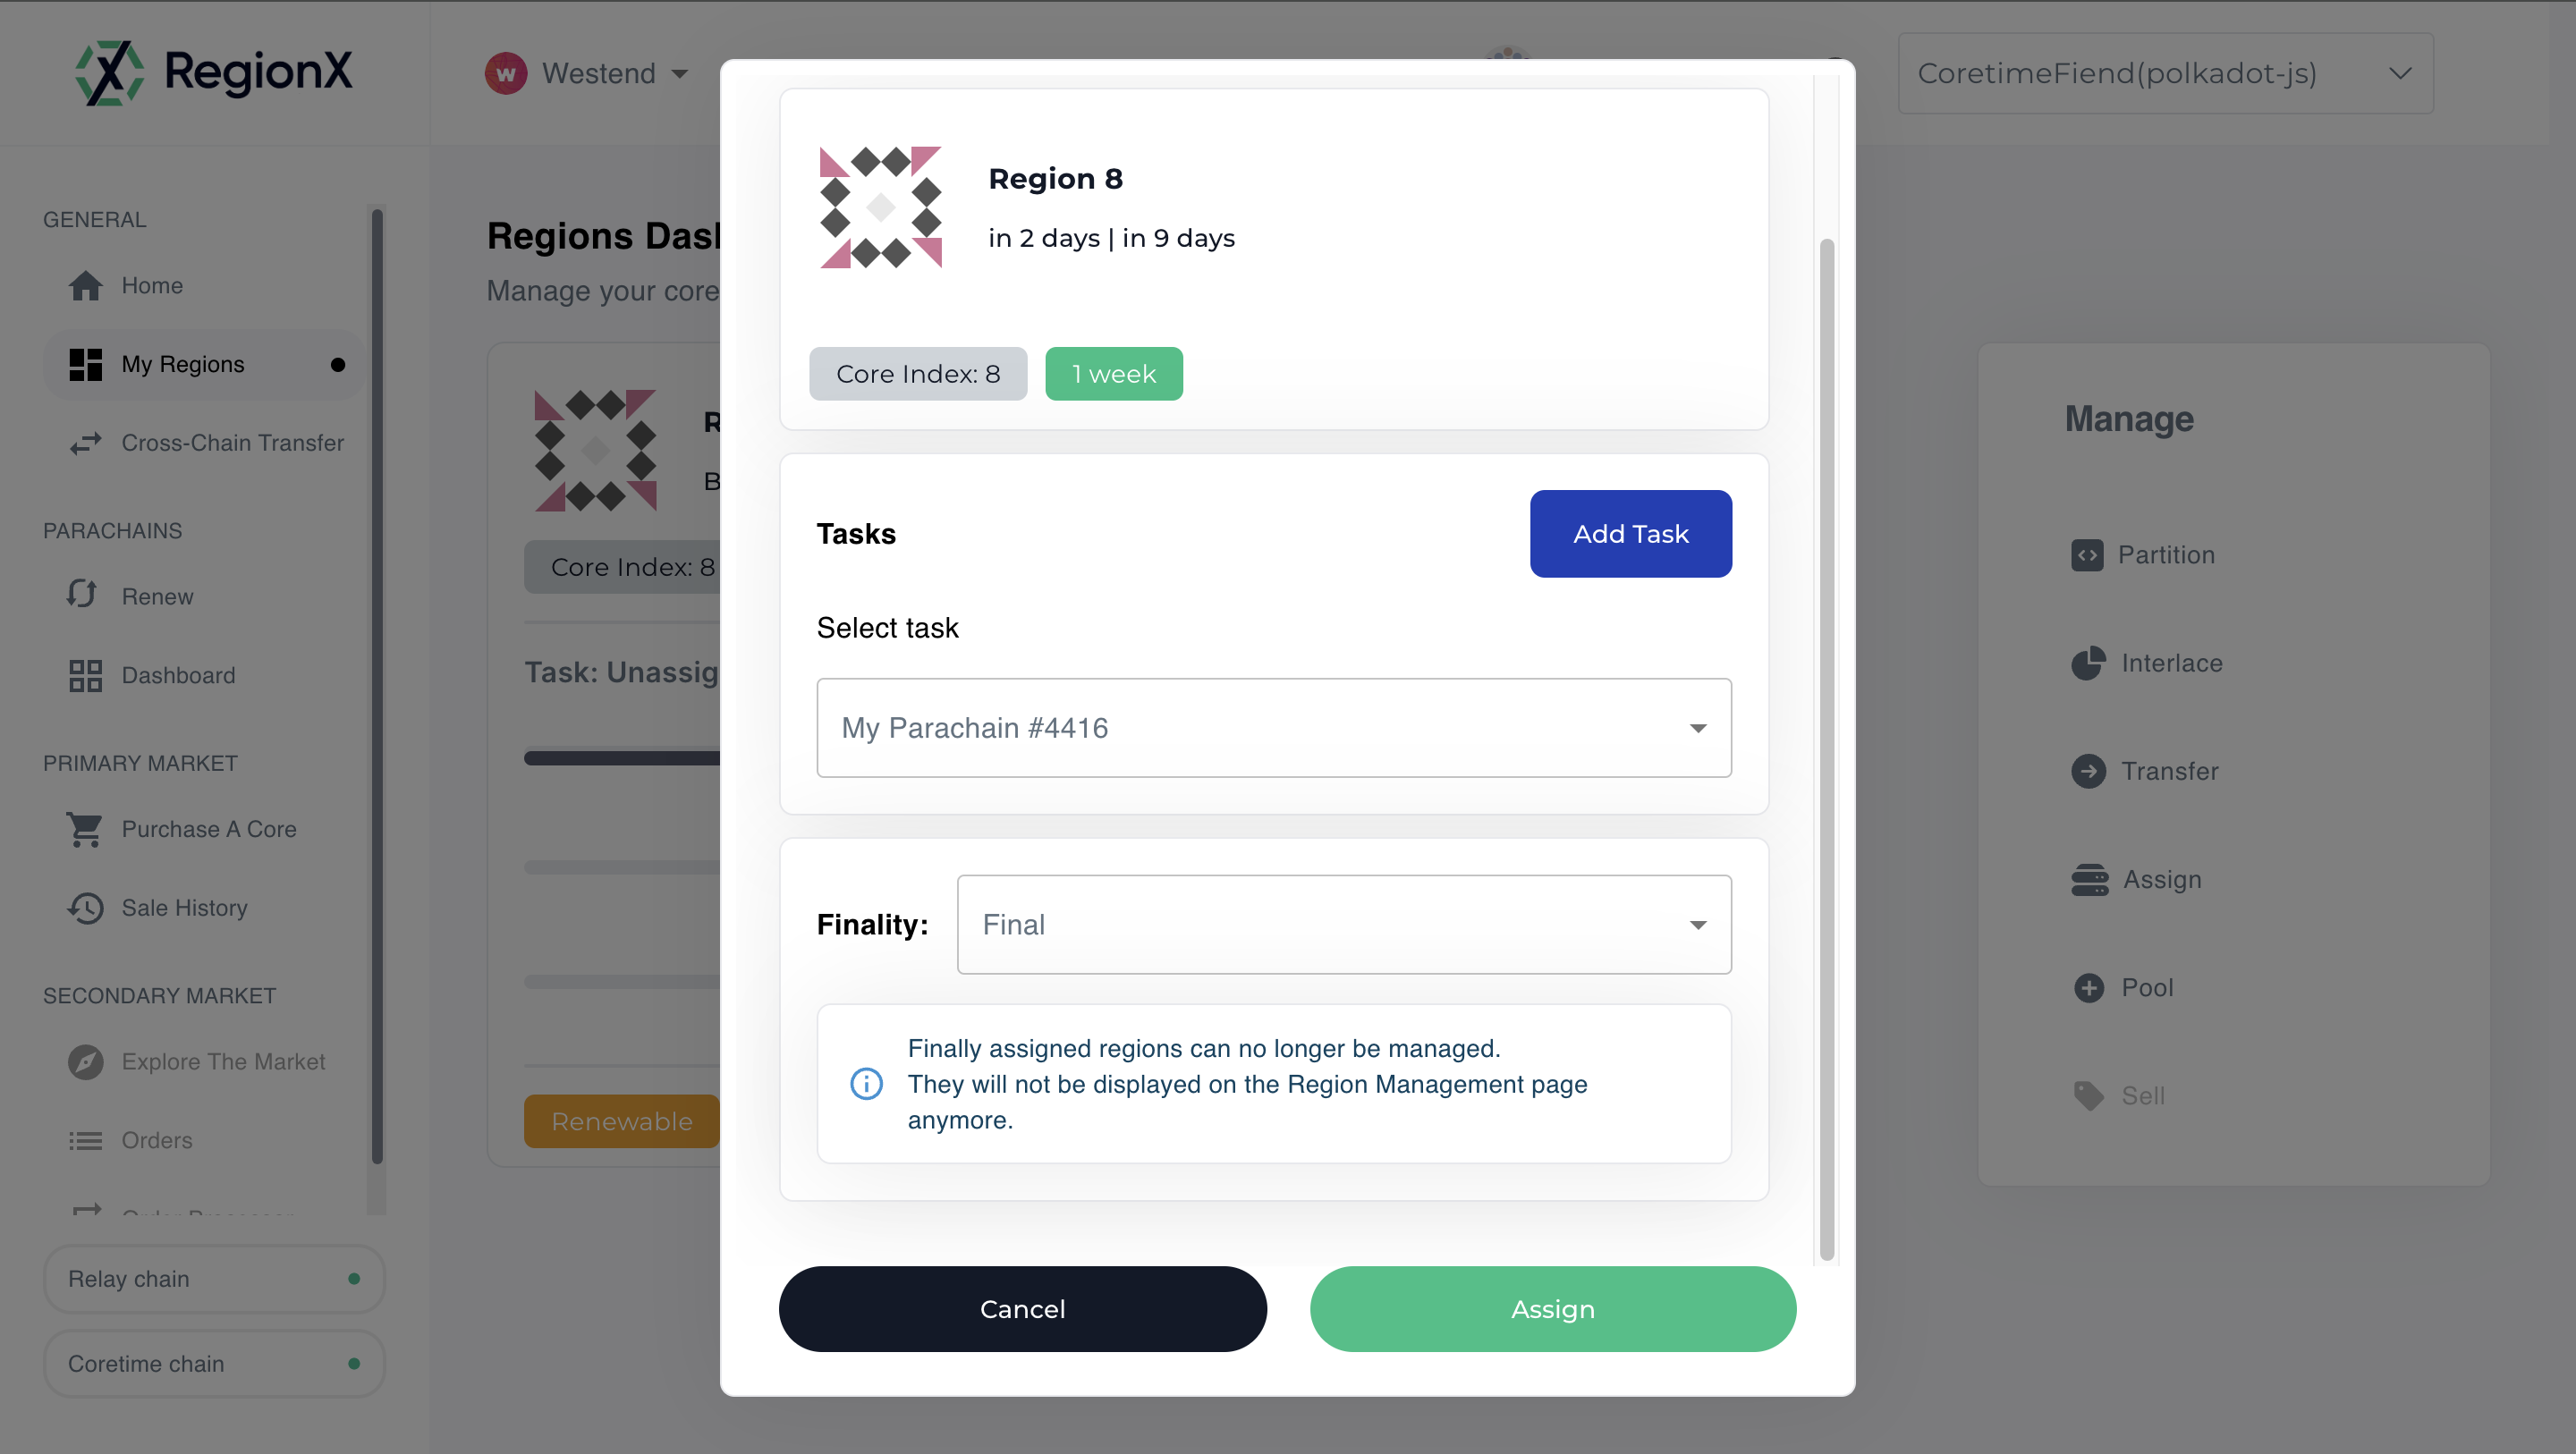 RegionX
w Westend
CoretimeFiend(polkadot-js)
GENERAL
Home
My Regions
Cross-Chain Transfer
PARACHAINS
Renew
Dashboard
PRIMARY MARKET
Purchase A Core
Sale History
SECONDARY MARKET
Explore The Market
Orders
Relay chain
Coretime chain
Regions Das
Manage your core
R
B
Core Index: 8
Task: Unassig
Renewable
Region 8
in 2 days | in 9 days
Core Index: 8
1 week
Tasks
Add Task
Select task
My Parachain #4416
Finality:
Final
Finally assigned regions can no longer be managed.
They will not be displayed on the Region Management page
anymore.
Cancel
Assign
Manage
Partition
Interlace
Transfer
Assign
Pool
Sell